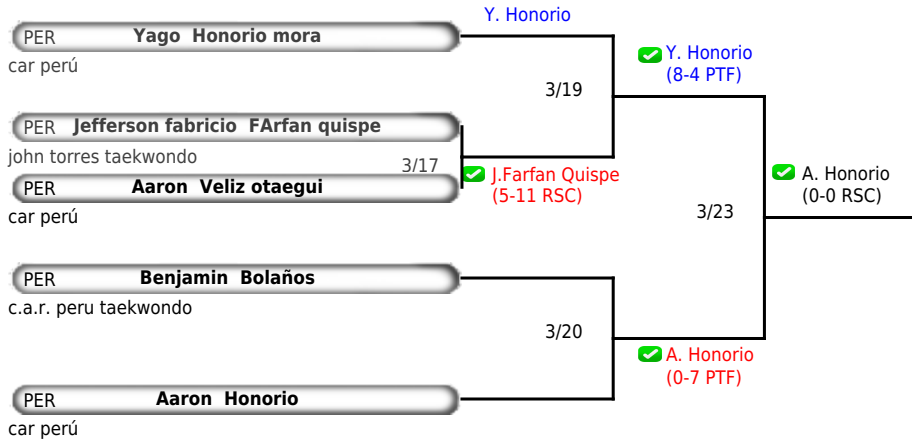 Y. Honorio
PER Yago Honorio mora
car perú
Y. Honorio
(8-4 PTF)
3/19
PER Jefferson fabricio FArfan quispe
john torres taekwondo
3/17
J.Farfan Quispe
(5-11 RSC)
PER Aaron Veliz otaegui
car perú
A. Honorio
(0-0 RSC)
3/23
PER Benjamin Bolaños
c.a.r. peru taekwondo
3/20
A. Honorio
(0-7 PTF)
PER Aaron Honorio
car perú